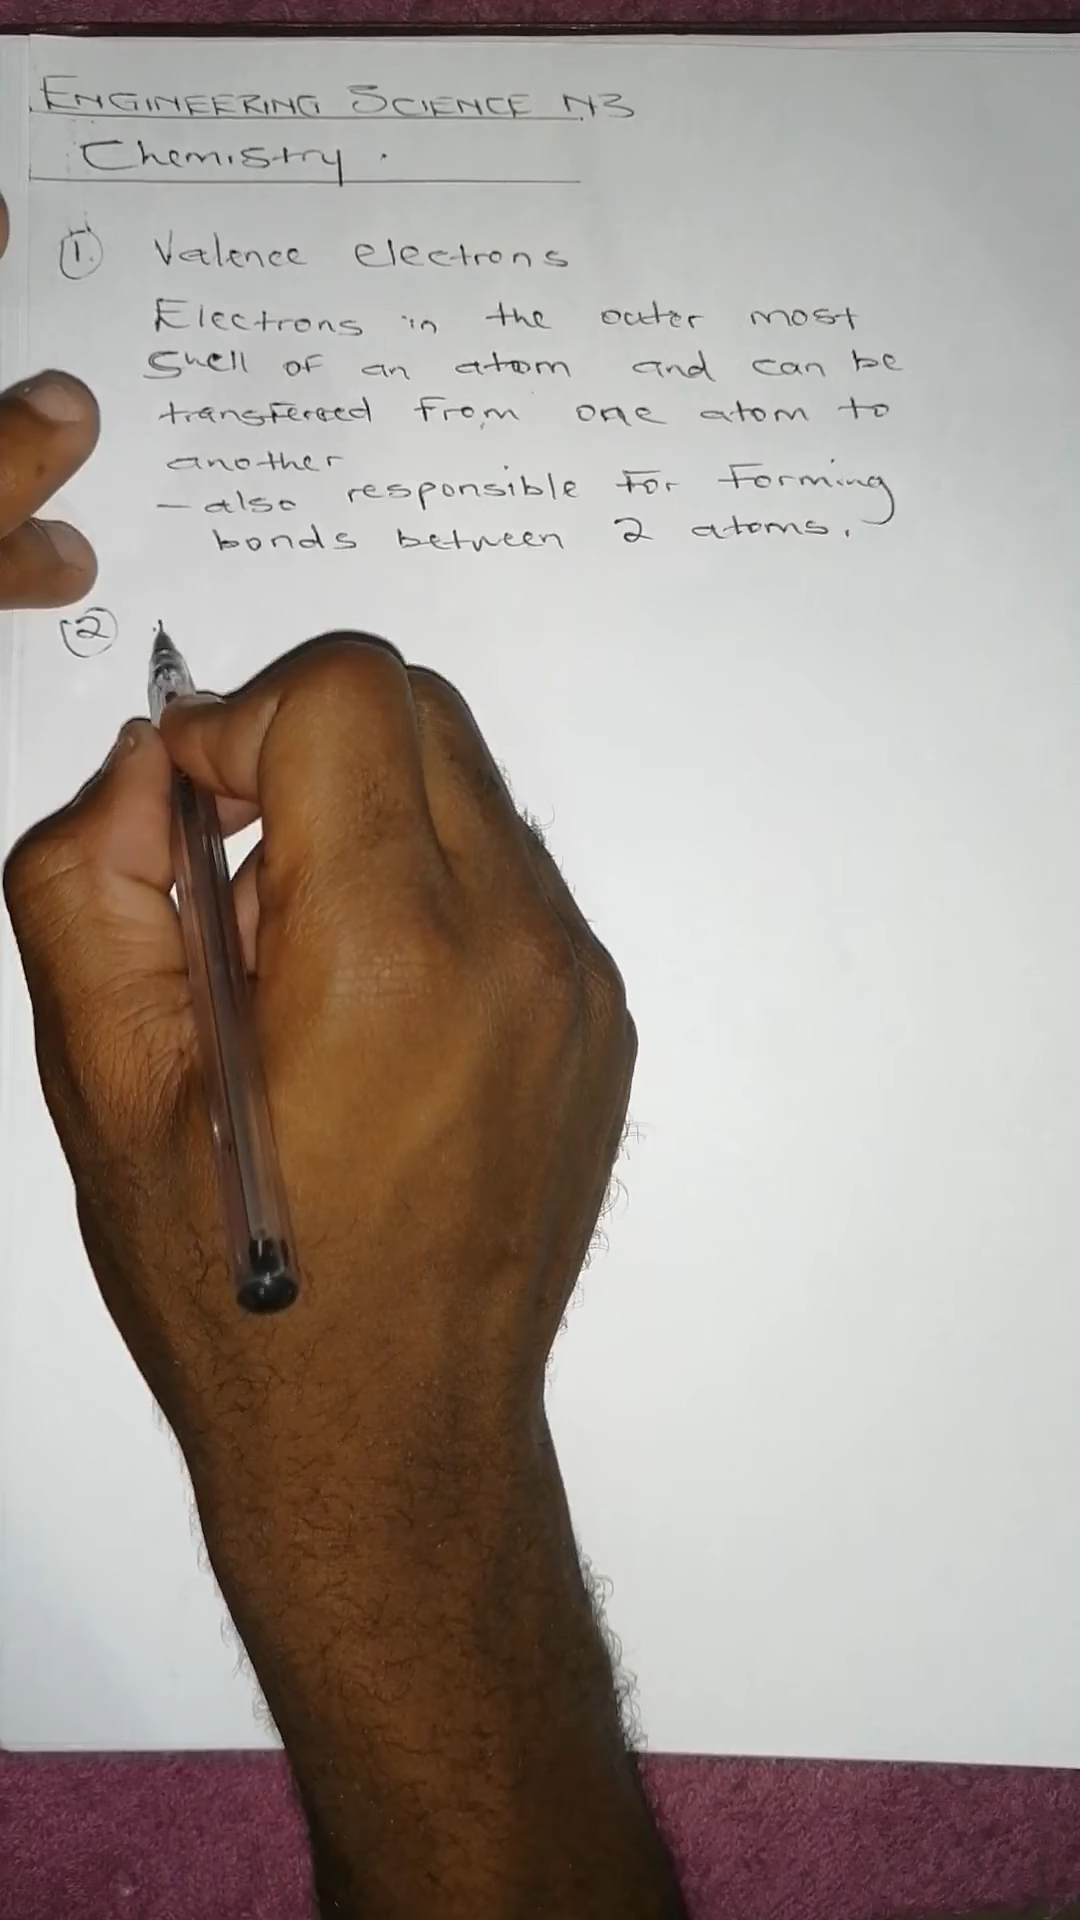 ENGINEERING SCIENCE N3
Chemistry.
1. Valence electrons
Electrons in the outer most
Shell of an atom and can be
transferred from one atom to
another
- also responsible for forming
bonds between 2 atoms.
2